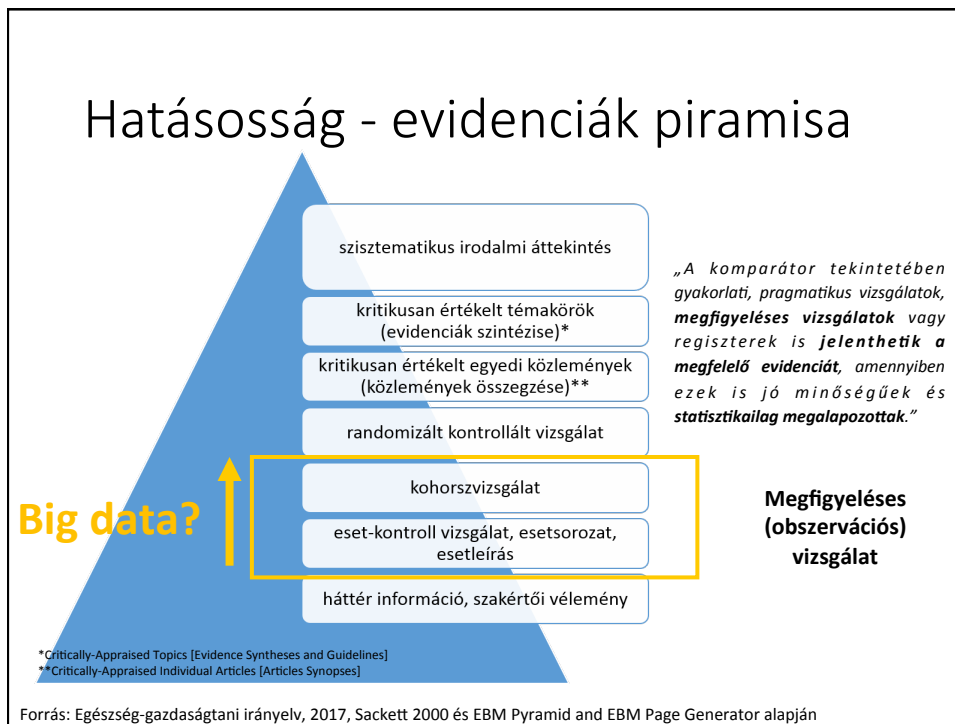 Hatásosság - evidenciák piramisa
szisztematikus irodalmi áttekintés
kritikusan értékelt témakörök
(evidenciák szintézise)*
kritikusan értékelt egyedi közlemények
(közlemények összegzése)**
randomizált kontrollált vizsgálat
kohorszvizsgálat
eset-kontroll vizsgálat, esetsorozat,
esetleírás
háttér információ, szakértői vélemény
„A komparátor tekintetében
gyakorlati, pragmatikus vizsgálatok,
megfigyeléses vizsgálatok vagy
regiszterek is jelenthetik a
megfelelő evidenciát, amennyiben
ezek is jó minőségűek és
statisztikailag megalapozottak."
Big data?
Megfigyeléses
(obszervációs)
vizsgálat
*Critically-Appraised Topics [Evidence Syntheses and Guidelines]
**Critically-Appraised Individual Articles [Articles Synopses]
Forrás: Egészség-gazdaságtani irányelv, 2017, Sackett 2000 és EBM Pyramid and EBM Page Generator alapján